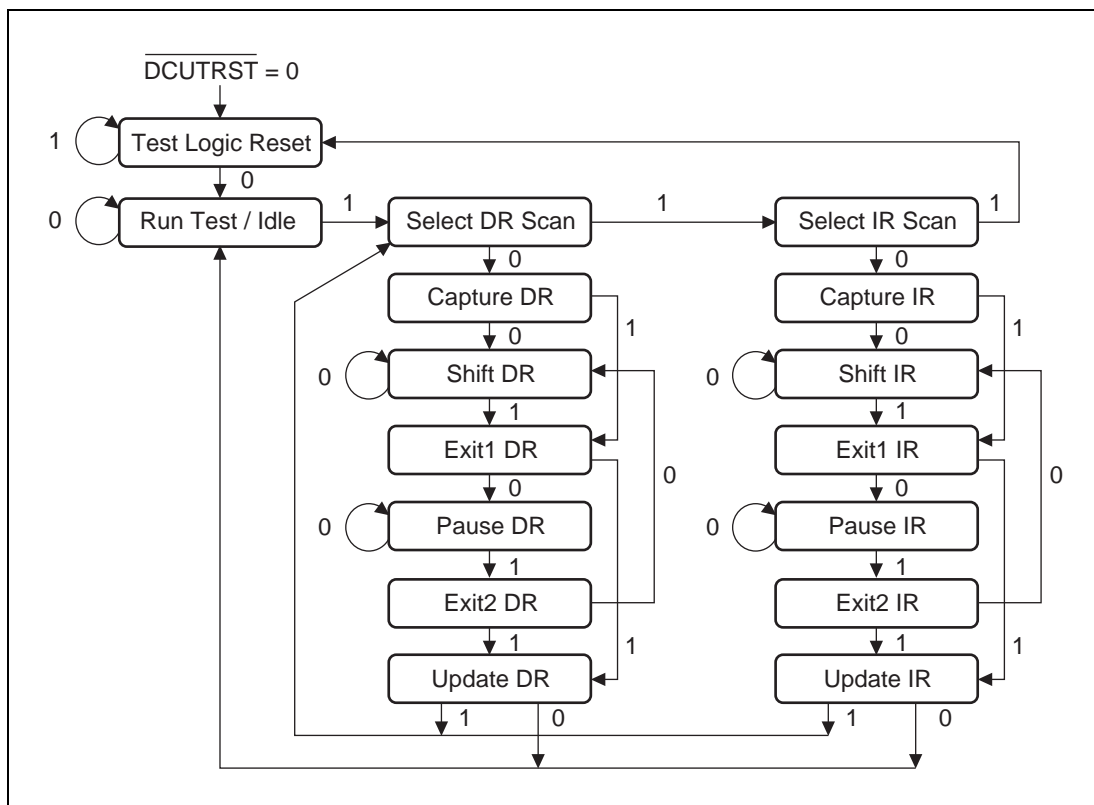 DCUTRST = 0
1
Test Logic Reset
0
0
Run Test / Idle
1
Select DR Scan
1
Select IR Scan
1
0
0
Capture DR
1
Capture IR
1
0
0
0
Shift DR
0
Shift IR
1
1
Exit1 DR
0
Exit1 IR
0
0
0
0
Pause DR
0
Pause IR
1
1
Exit2 DR
Exit2 IR
1
1
1
1
Update DR
Update IR
1
0
1
0